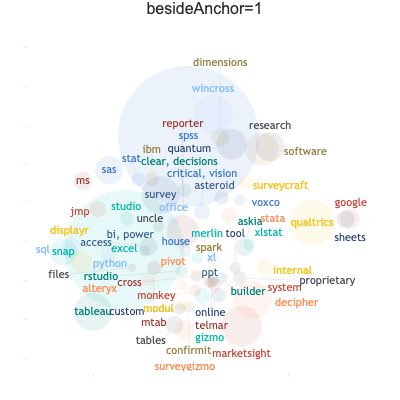 besideAnchor=1
dimensions
wincross
reporter
research
spss
ibm
quantum
software
stat
clear, decisions
sas
critical, vision
ms
asteroid
surveycraft
survey
voxco
google
jmp
studio
office
uncle
askia
stata
qualtrics
displayr
bi, power
merlin
tool
xlstat
sheets
sql
snap
access
excel
house
spark
python
pivot
xl
files
rstudio
ppt
internal
proprietary
alteryx
cross
builder
system
monkey
decipher
tableau
custom
modul
online
mtab
telmar
tables
gizmo
confirmit
marketsight
surveygizmo